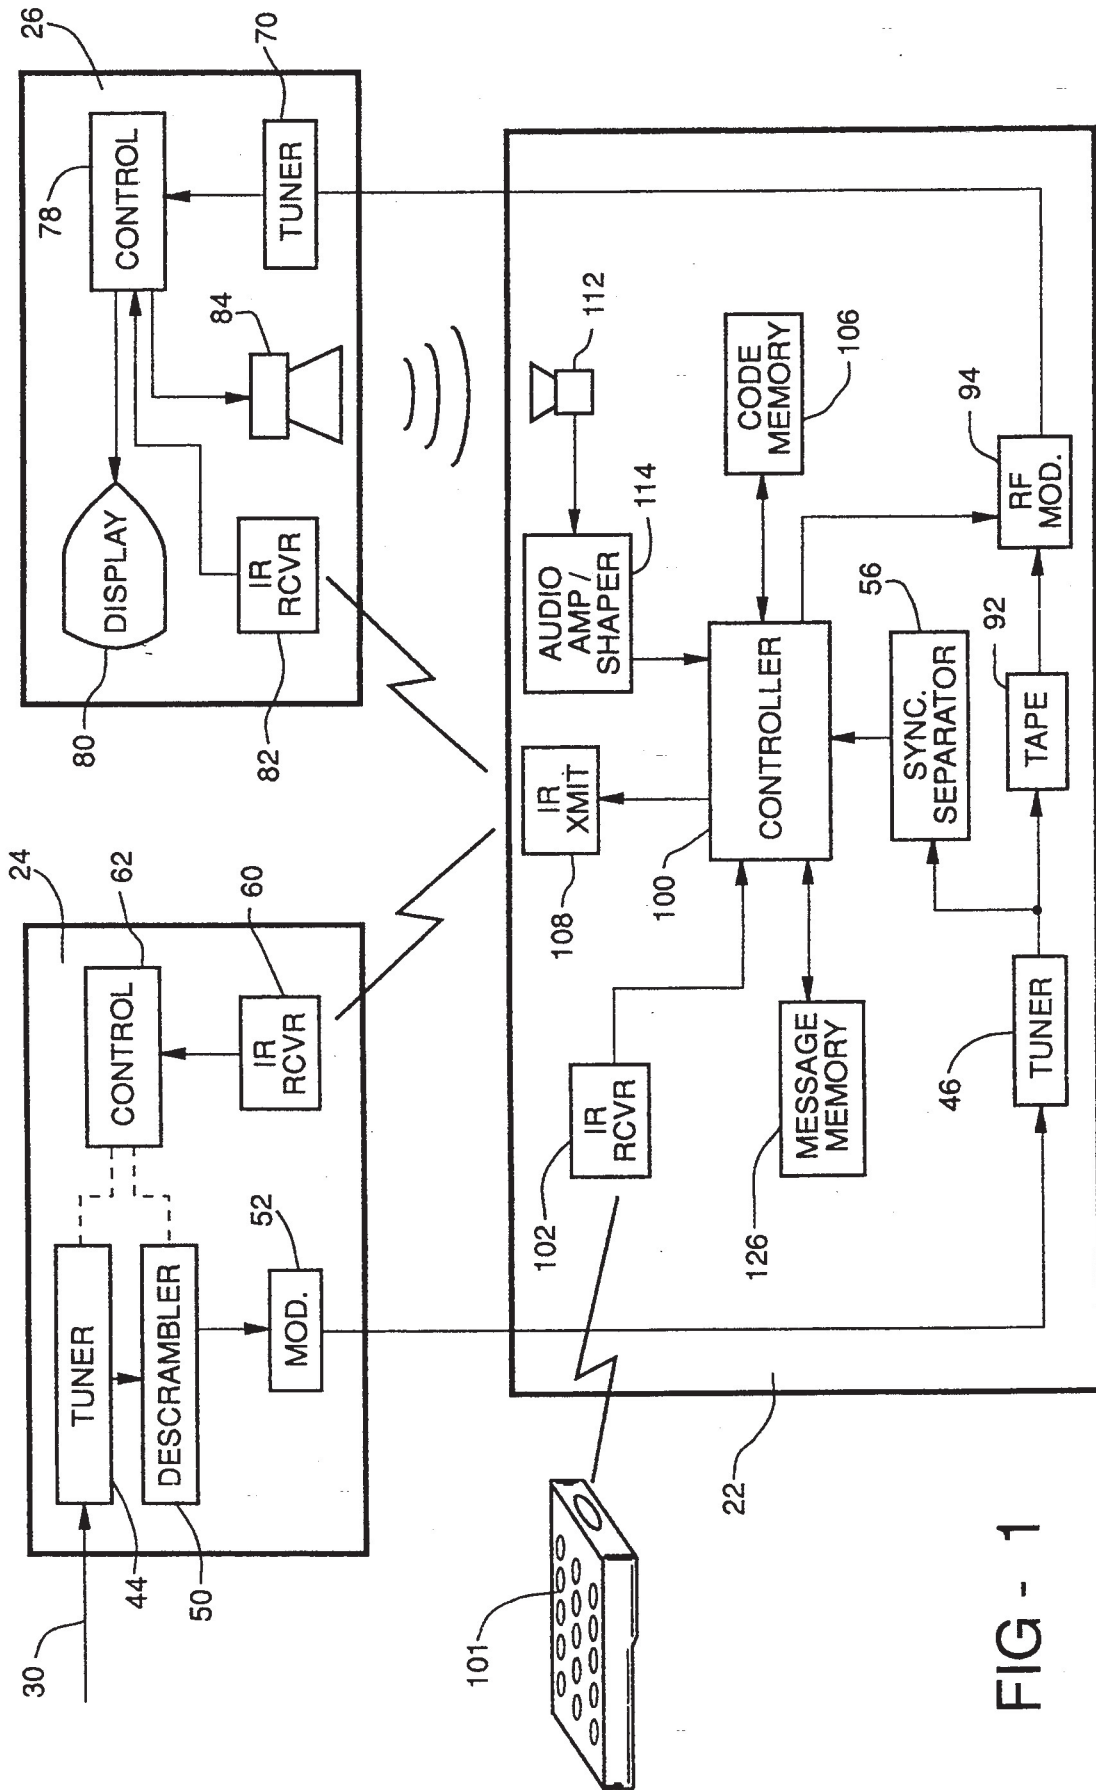 30
44
TUNER
50
DESCRAMBLER
52
MOD.
CONTROL
62
24
IR
RCVR
60
80
DISPLAY
78
CONTROL
26
82
IR
RCVR
84
TUNER
70
101
102
IR
RCVR
108
IR
XMIT
AUDIO
AMP /
SHAPER
114
112
126
MESSAGE
MEMORY
100
CONTROLLER
CODE
MEMORY
106
22
46
TUNER
SYNC.
SEPARATOR
56
TAPE
92
RF
MOD.
94
FIG - 1